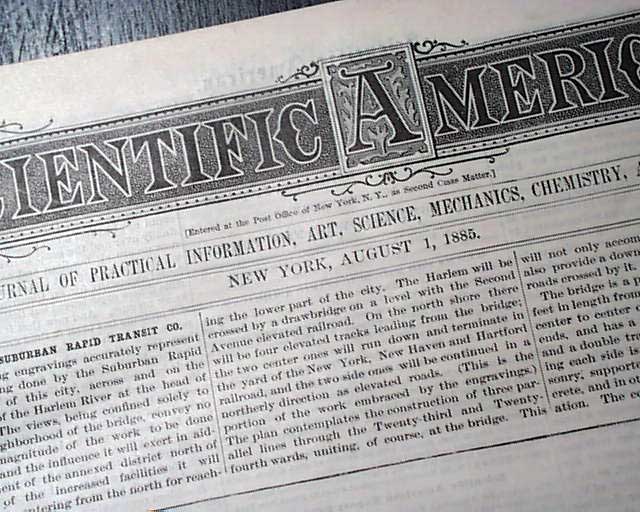 CIENTIFIC AMERIC
[Entered at the Post Office of New York, N. Y., as Second Class Matter.]
URNAL OF PRACTICAL INFORMATION, ART, SCIENCE, MECHANICS, CHEMISTRY, A
NEW YORK, AUGUST 1, 1885.
SUBURBAN RAPID TRANSIT CO.
g engravings accurately represent
ng done by the Suburban Rapid
of this city, across and on the
of the Harlem River at the head of
The views, being confined solely to
ghborhood of the bridge, convey no
magnitude of the work to be done
and the influence it will exert in aid
ent of the annexed district north of
of the increased facilities it will
entering from the north for reach-
ing the lower part of the city. The Harlem will be
crossed by a drawbridge on a level with the Second
Avenue elevated railroad. On the north shore there
will be four elevated tracks leading from the bridge;
the two center ones will run down and terminate in
the yard of the New York, New Haven and Hartford
railroad, and the two side ones will be continued in a
northerly direction as elevated roads. (This is the
portion of the work embraced by the engravings.)
The plan contemplates the construction of three par-
allel lines through the Twenty-third and Twenty-
fourth wards, uniting, of course, at the bridge. This
will not only accom
also provide a down
roads crossed by its
The bridge is a n
feet in length from
center to center
ends, and has a
and a double tra
ing each side in
sonry, support
crete, and in o
ation. The c